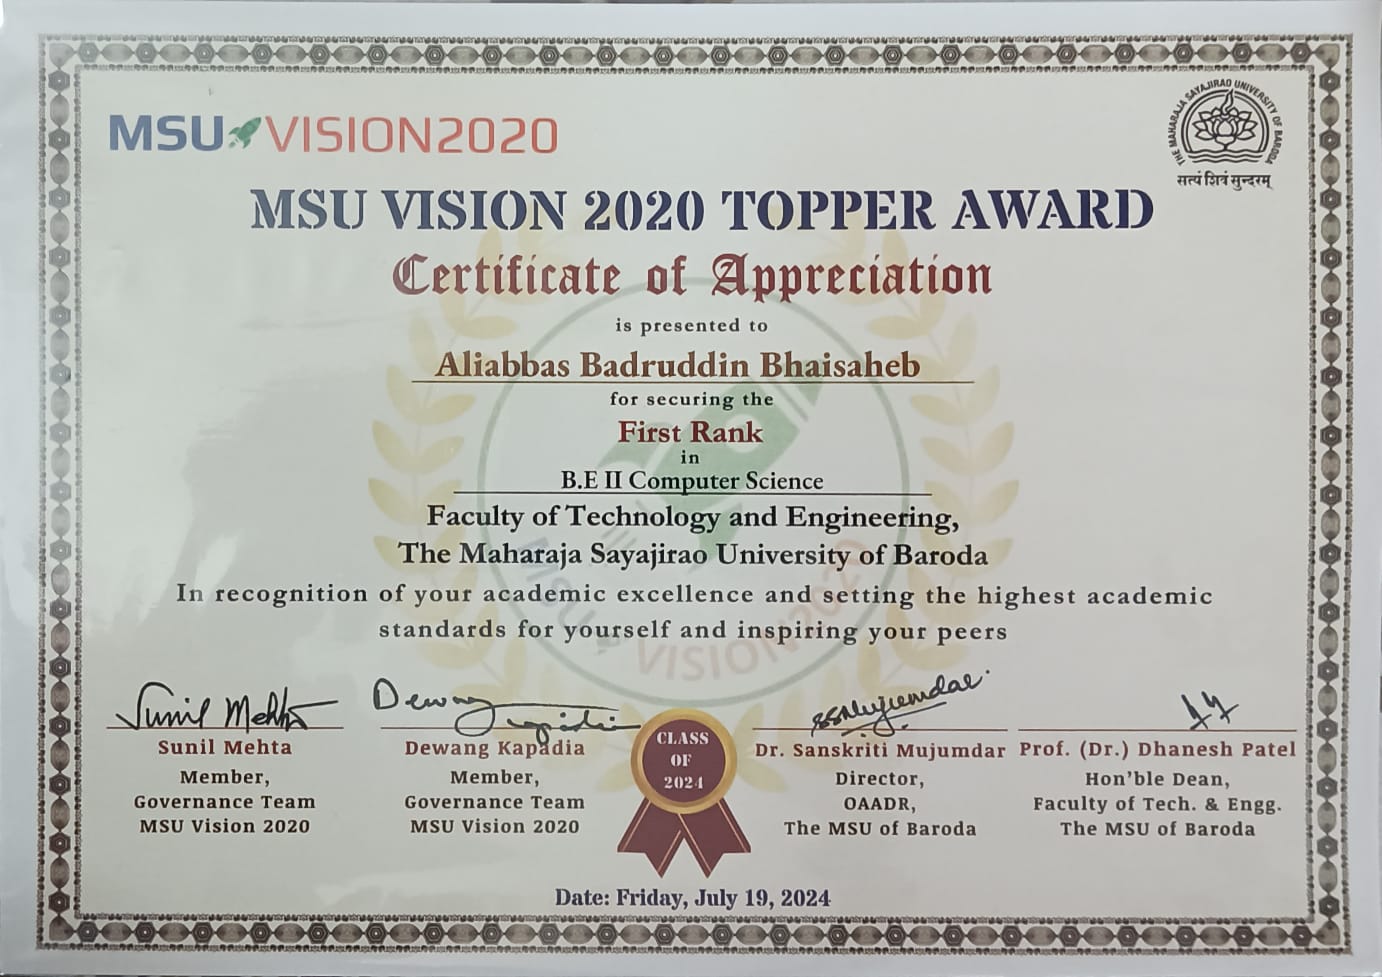 MSU VISION2020
THE MAHARAJA SAYAJIRAO UNIVERSITY OF BARODA
सत्यं शिवं सुन्दरम्
MSU VISION 2020 TOPPER AWARD
Certificate of Appreciation
is presented to
Aliabbas Badruddin Bhaisaheb
for securing the
First Rank
in
B.E II Computer Science
Faculty of Technology and Engineering,
The Maharaja Sayajirao University of Baroda
In recognition of your academic excellence and setting the highest academic
standards for yourself and inspiring your peers
MSU VISION2020
Sunil Mehta
Sunil Mehta
Member,
Governance Team
MSU Vision 2020
Dewang Kapadia
Dewang Kapadia
Member,
Governance Team
MSU Vision 2020
CLASS
OF
2024
SSMujumdar
Dr. Sanskriti Mujumdar
Director,
OAADR,
The MSU of Baroda
Prof. (Dr.) Dhanesh Patel
Hon'ble Dean,
Faculty of Tech. & Engg.
The MSU of Baroda
Date: Friday, July 19, 2024